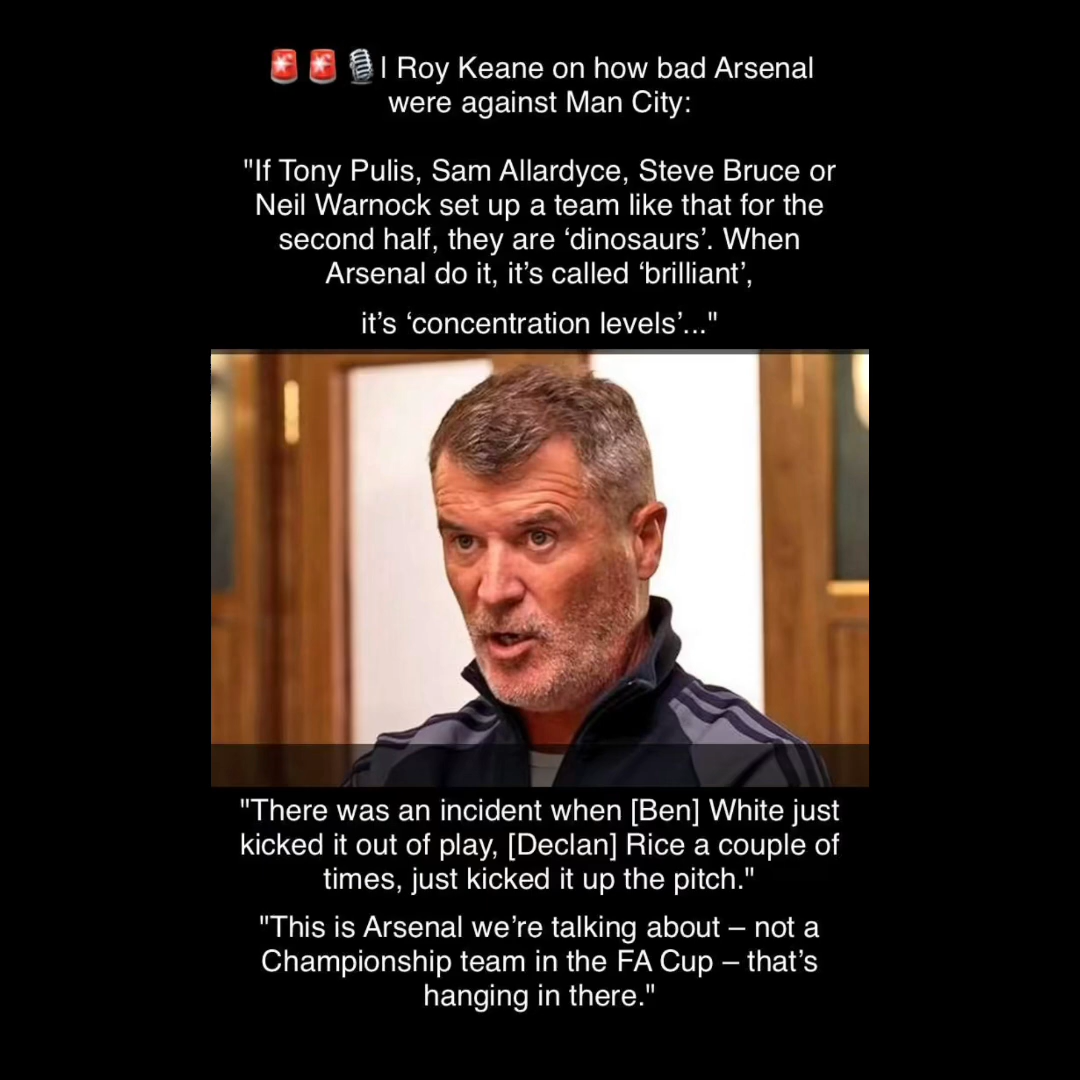 🚨🚨🎙️| Roy Keane on how bad Arsenal
were against Man City:
"If Tony Pulis, Sam Allardyce, Steve Bruce or
Neil Warnock set up a team like that for the
second half, they are ‘dinosaurs’. When
Arsenal do it, it’s called ‘brilliant’,
it’s ‘concentration levels’..."
"There was an incident when [Ben] White just
kicked it out of play, [Declan] Rice a couple of
times, just kicked it up the pitch."
"This is Arsenal we’re talking about – not a
Championship team in the FA Cup – that’s
hanging in there."